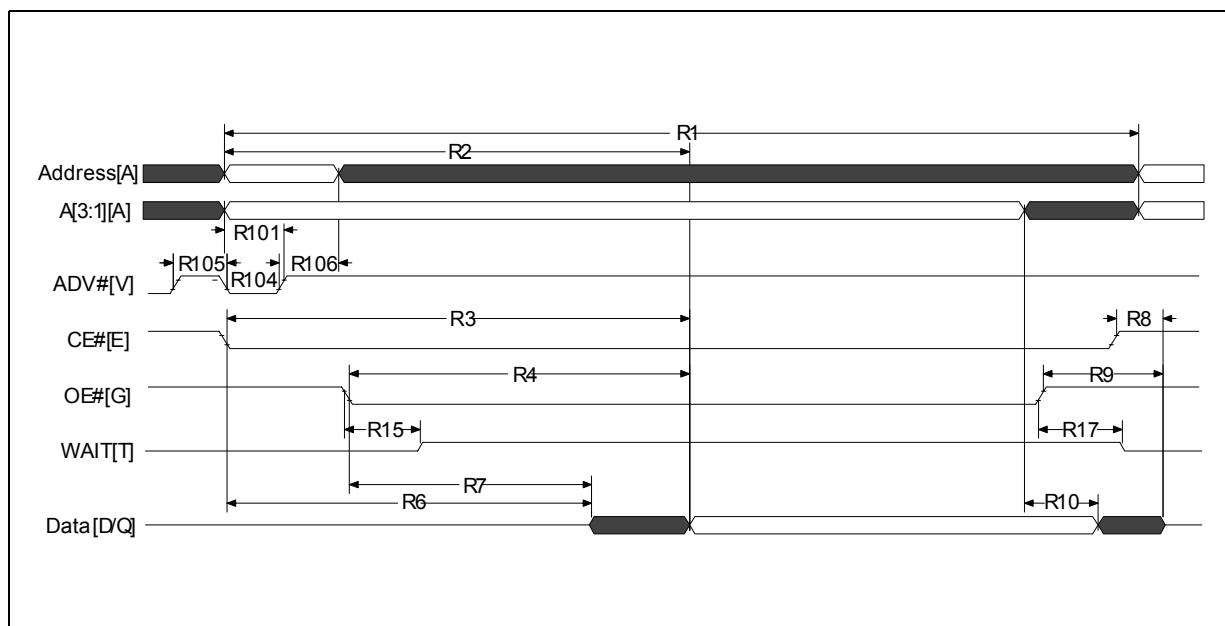 R1
R2
Address[A]
A[3:1][A]
R101
R105
R104
R106
ADV#[V]
R3
R8
CE#[E]
R4
R9
OE#[G]
R15
R17
WAIT[T]
R7
R6
R10
Data[D/Q]